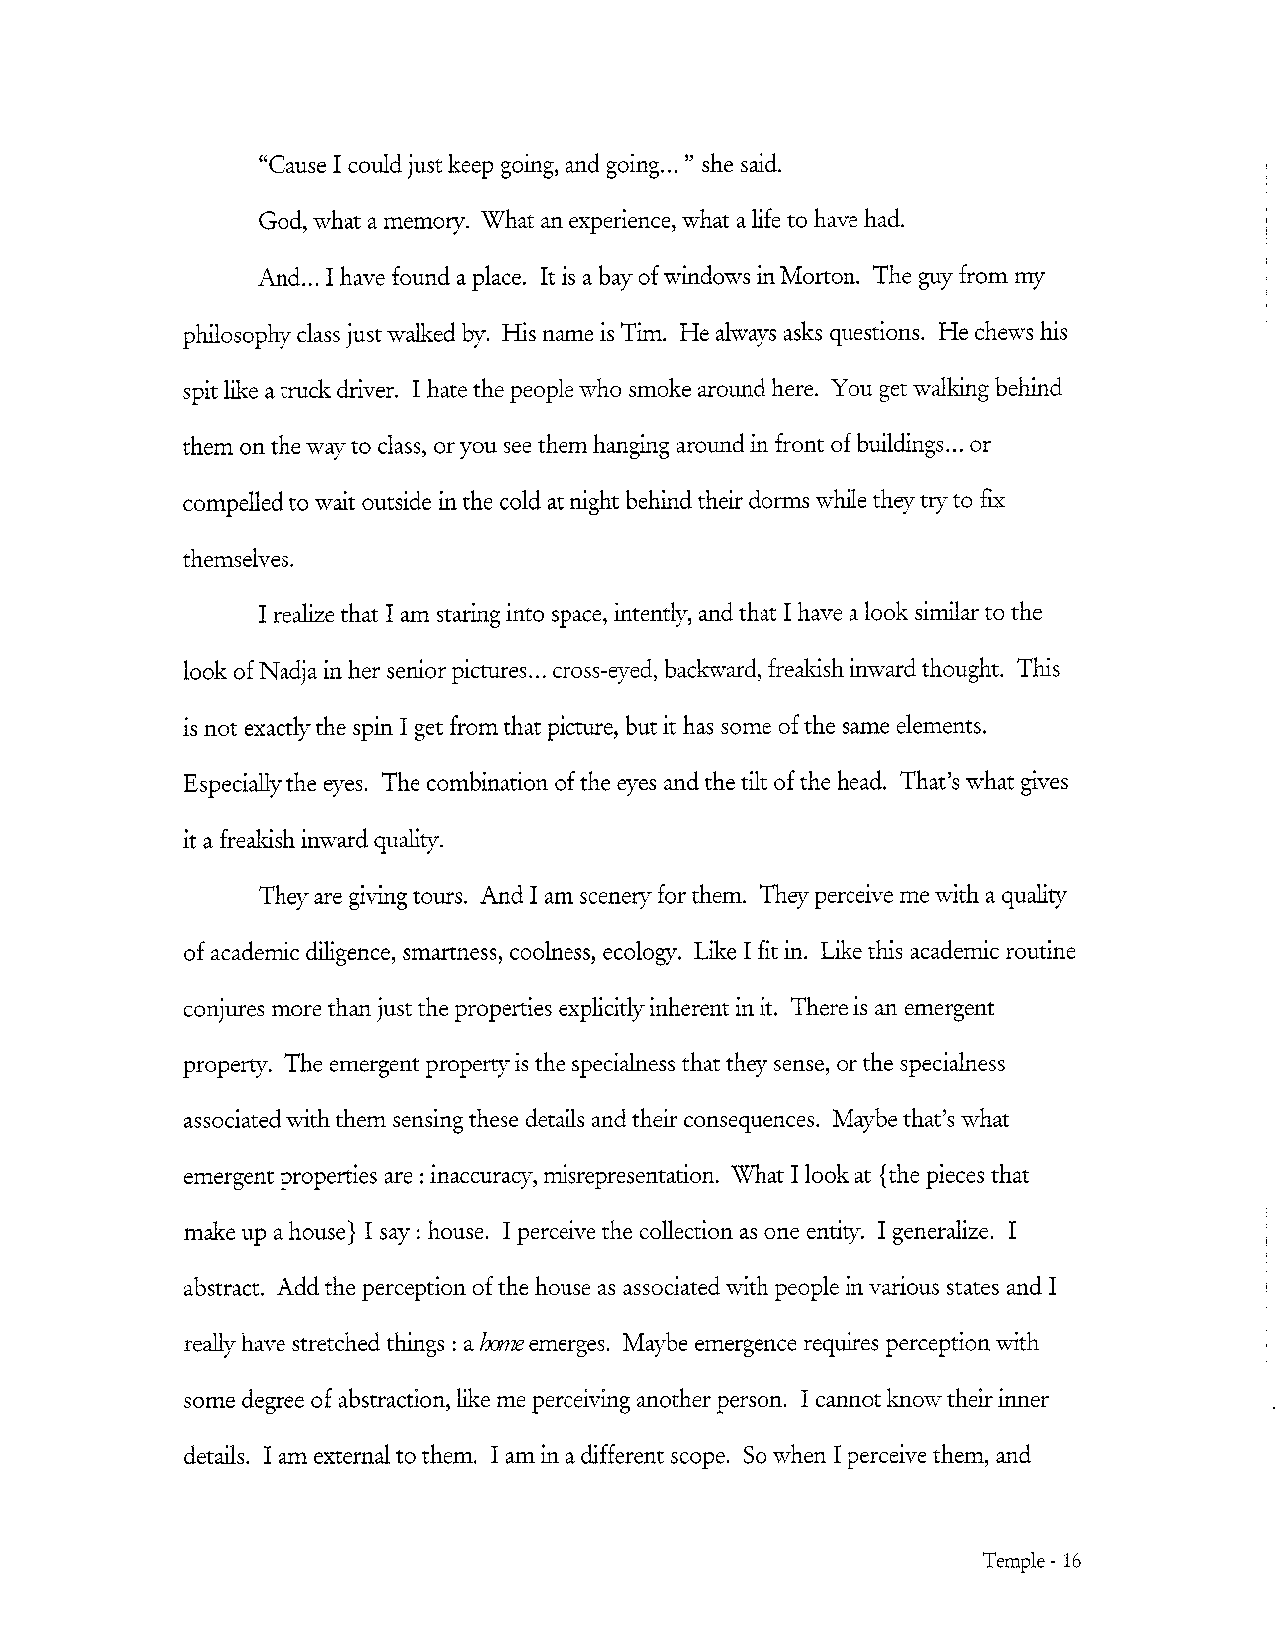 “Cause I could just keep going, and going... ” she said.
God, what a memory. What an experience, what a life to have had.
And... I have found a place. It is a bay of windows in Morton. The guy from my
philosophy class just walked by. His name is Tim. He always asks questions. He chews his
spit like a truck driver. I hate the people who smoke around here. You get walking behind
them on the way to class, or you see them hanging around in front of buildings... or
compelled to wait outside in the cold at night behind their dorms while they try to fix
themselves.
I realize that I am staring into space, intently, and that I have a look similar to the
look of Nadja in her senior pictures... cross-eyed, backward, freakish inward thought. This
is not exactly the spin I get from that picture, but it has some of the same elements.
Especially the eyes. The combination of the eyes and the tilt of the head. That’s what gives
it a freakish inward quality.
They are giving tours. And I am scenery for them. They perceive me with a quality
of academic diligence, smartness, coolness, ecology. Like I fit in. Like this academic routine
conjures more than just the properties explicitly inherent in it. There is an emergent
property. The emergent property is the specialness that they sense, or the specialness
associated with them sensing these details and their consequences. Maybe that’s what
emergent properties are : inaccuracy, misrepresentation. What I look at {the pieces that
make up a house} I say : house. I perceive the collection as one entity. I generalize. I
abstract. Add the perception of the house as associated with people in various states and I
really have stretched things : a home emerges. Maybe emergence requires perception with
some degree of abstraction, like me perceiving another person. I cannot know their inner
details. I am external to them. I am in a different scope. So when I perceive them, and
Temple - 16